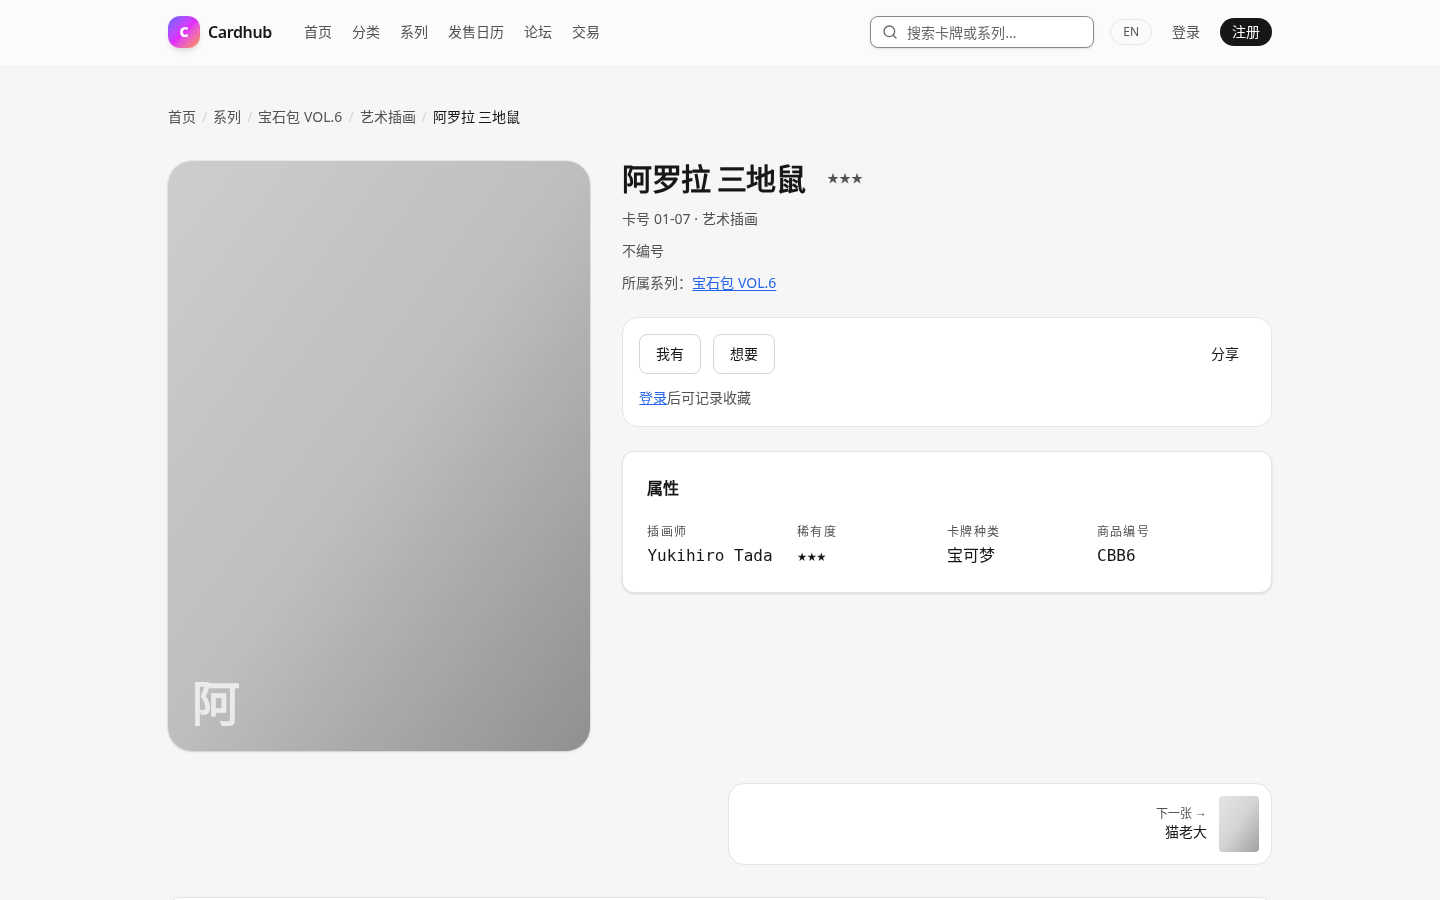 C Cardhub 首页 分类 系列 发售日历 论坛 交易 搜索卡牌或系列... EN 登录 注册
首页 / 系列 / 宝石包 VOL.6 / 艺术插画 / 阿罗拉 三地鼠
阿罗拉 三地鼠 ★★★
卡号 01-07 · 艺术插画
不编号
所属系列: 宝石包 VOL.6
我有 想要 分享
登录后可记录收藏
属性
插画师 稀有度 卡牌种类 商品编号
Yukihiro Tada ★★★ 宝可梦 CBB6
阿
下一张 →
猫老大